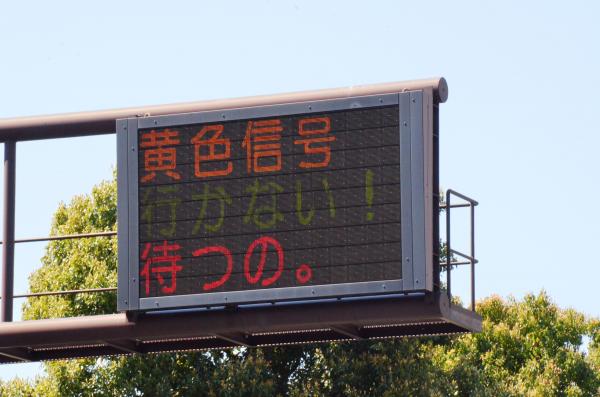 黄色信号
行かない！
待つの。